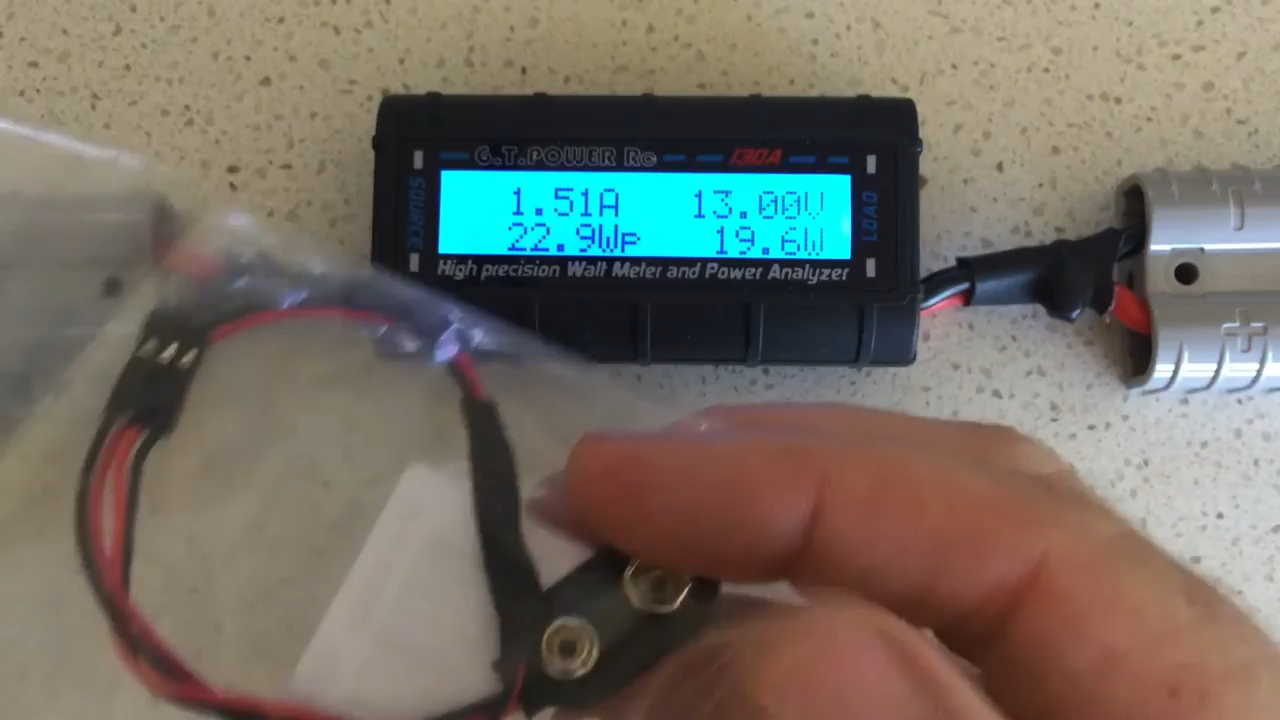 G.T.POWER RC 130A
SOURCE
1.51A 13.00V
22.9Wp 19.6W
LOAD
High precision Watt Meter and Power Analyzer
- 
+